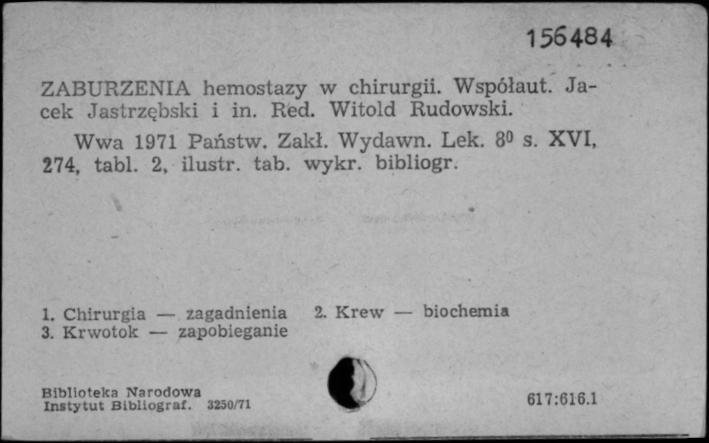 156484
ZABURZENIA hemostazy w chirurgii. Współaut. Ja-
cek Jastrzębski i in. Red. Witold Rudowski.
Wwa 1971 Państw. Zakł. Wydawn. Lek. 8⁰ s. XVI,
274, tabl. 2, ilustr. tab. wykr. bibliogr.
1. Chirurgia — zagadnienia 2. Krew — biochemia
3. Krwotok — zapobieganie
Biblioteka Narodowa
Instytut Bibliograf. 3250/71
617:616.1